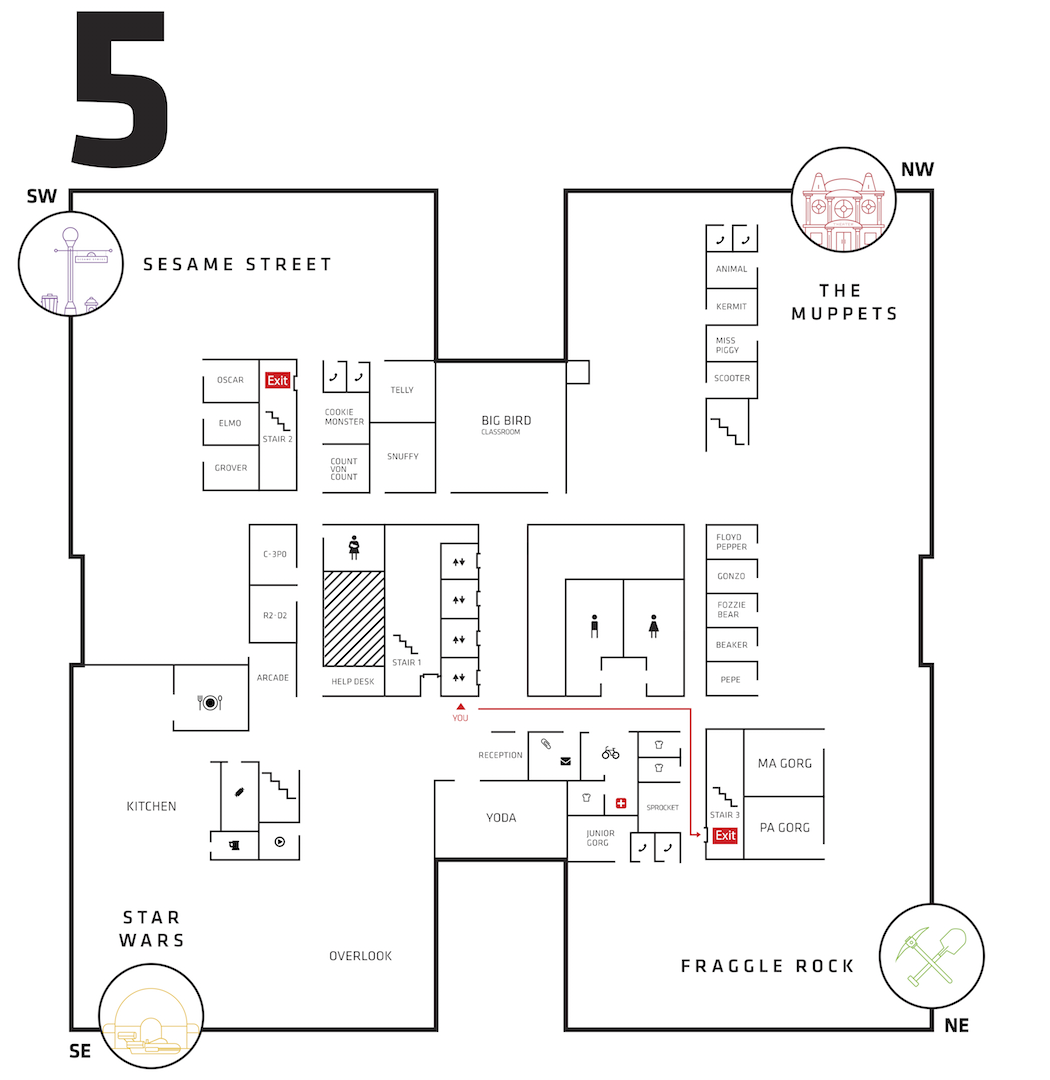 5
SW
NW
SESAME STREET
THE
MUPPETS
ANIMAL
KERMIT
MISS
PIGGY
SCOOTER
OSCAR
Exit
ELMO
STAIR 2
GROVER
COOKIE
MONSTER
COUNT
VON
COUNT
TELLY
SNUFFY
BIG BIRD
CLASSROOM
C-3P0
R2-D2
ARCADE
STAIR 1
HELP DESK
FLOYD
PEPPER
GONZO
FOZZIE
BEAR
BEAKER
PEPE
YOU
RECEPTION
MA GORG
PA GORG
STAIR 3
Exit
SPROCKET
JUNIOR
GORG
YODA
KITCHEN
STAR
WARS
OVERLOOK
FRAGGLE ROCK
SE
NE